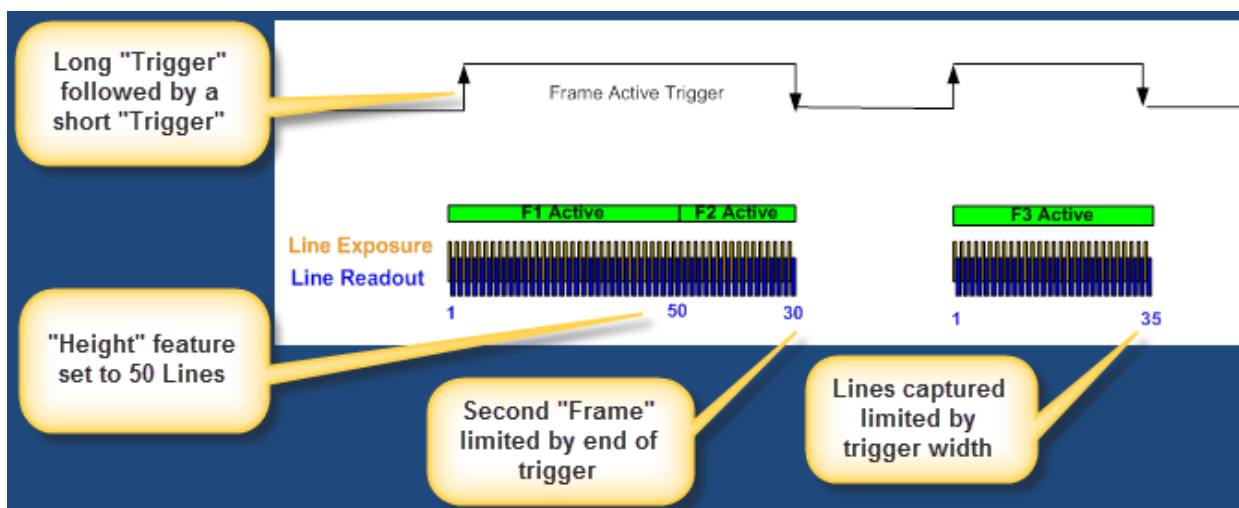 Long "Trigger"
followed by a
short "Trigger"
Frame Active Trigger
F1 Active
F2 Active
F3 Active
Line Exposure
Line Readout
1
50
30
1
35
"Height" feature
set to 50 Lines
Second "Frame"
limited by end of
trigger
Lines captured
limited by
trigger width